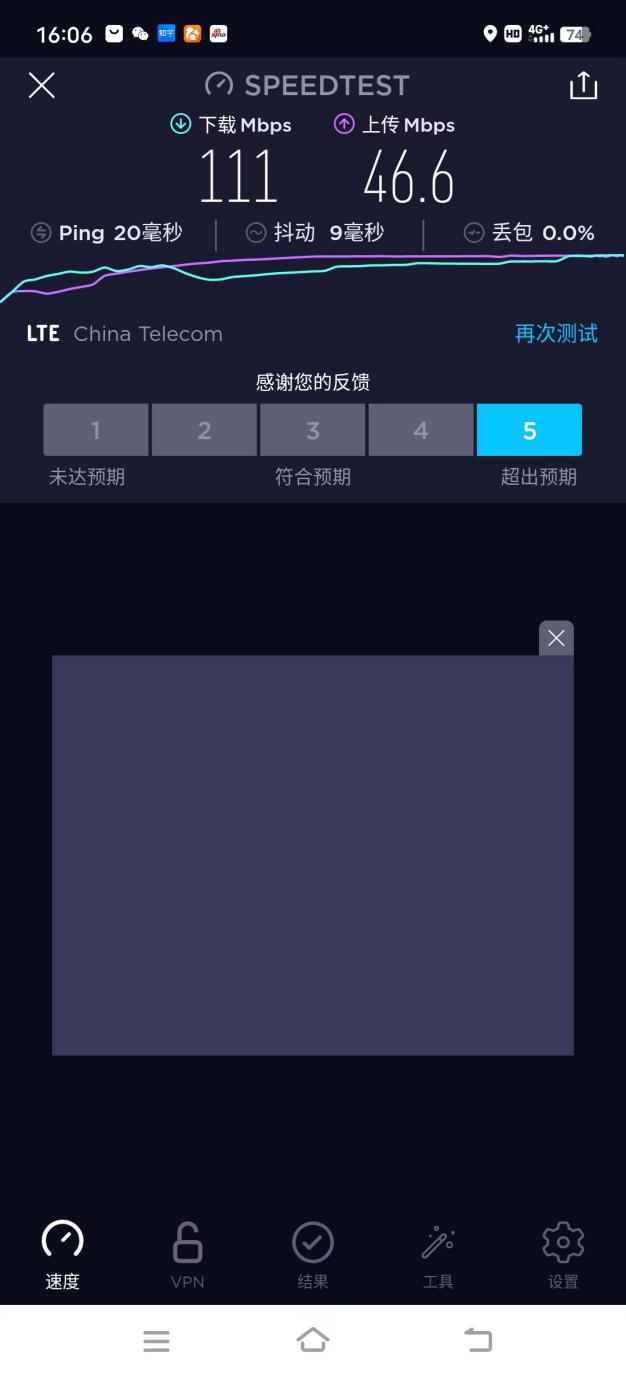 16:06 知乎 sina HD 4G+ 74
SPEEDTEST
下载 Mbps 上传 Mbps
111 46.6
Ping 20毫秒 抖动 9毫秒 丢包 0.0%
LTE China Telecom 再次测试
感谢您的反馈
1 2 3 4 5
未达预期 符合预期 超出预期
速度 VPN 结果 工具 设置